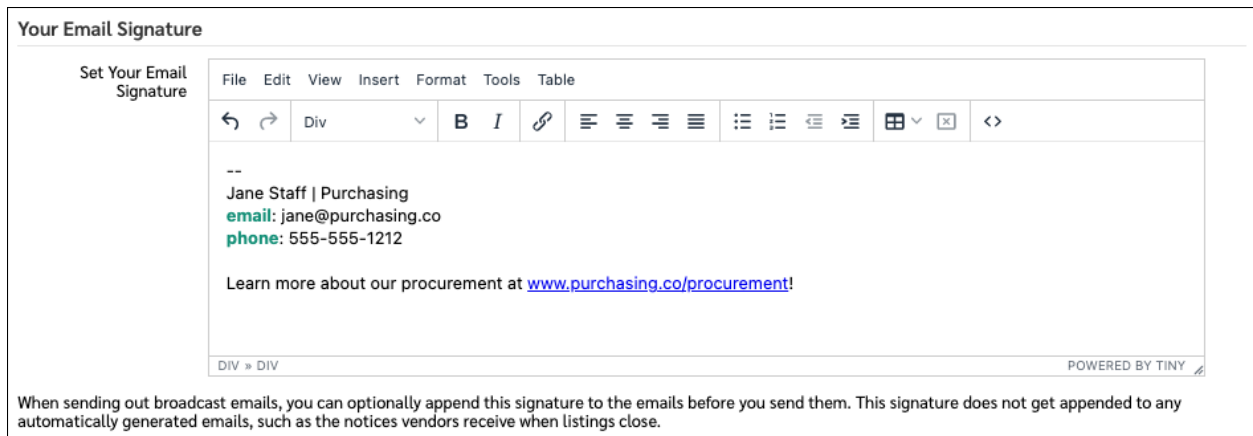 Your Email Signature
Set Your Email
Signature
File Edit View Insert Format Tools Table
Div B I
--
Jane Staff | Purchasing
email: jane@purchasing.co
phone: 555-555-1212
Learn more about our procurement at www.purchasing.co/procurement!
DIV » DIV POWERED BY TINY
When sending out broadcast emails, you can optionally append this signature to the emails before you send them. This signature does not get appended to any
automatically generated emails, such as the notices vendors receive when listings close.